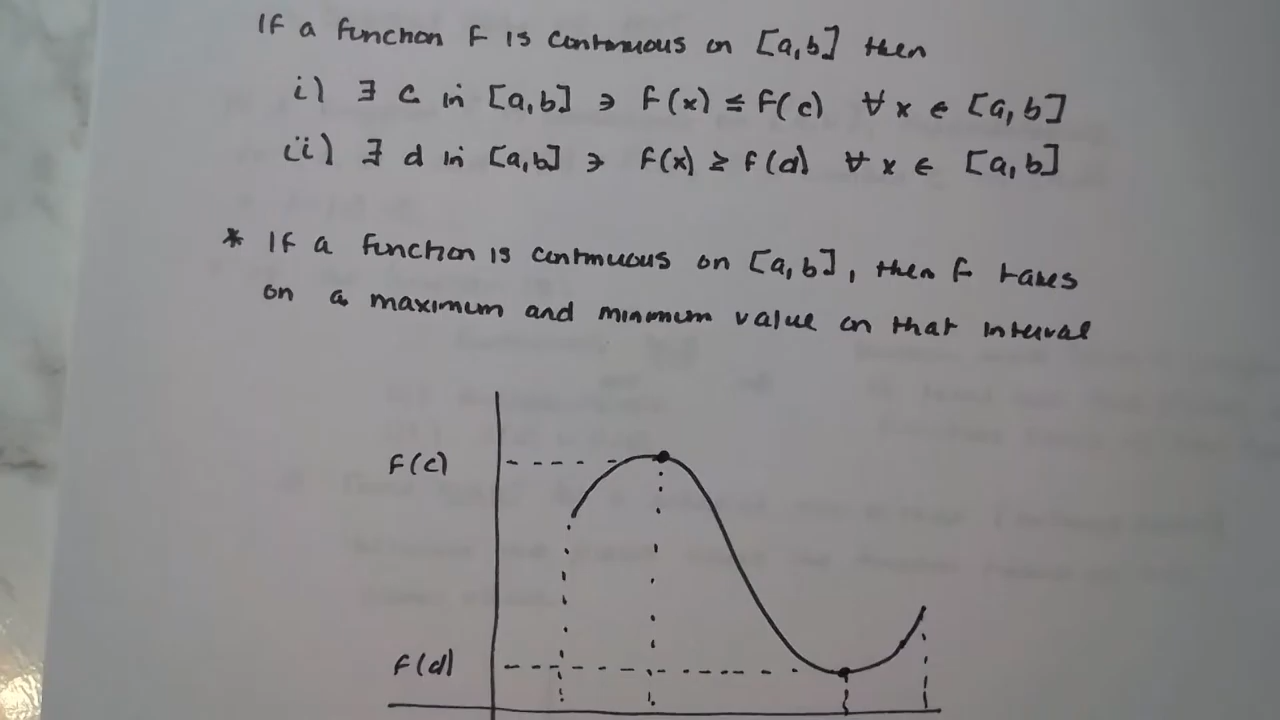 If a function f is continuous on [a,b] then
i) ∃ c in [a,b] ∋ f(x) ≤ f(c) ∀ x ∈ [a,b]
ii) ∃ d in [a,b] ∋ f(x) ≥ f(d) ∀ x ∈ [a,b]
* If a function is continuous on [a,b], then f takes
on a maximum and minimum value on that interval
f(c)
f(d)